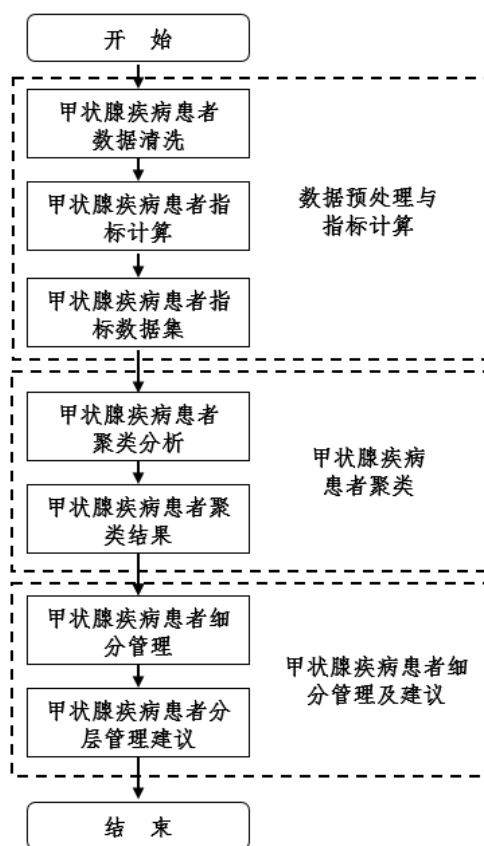 开 始
甲状腺疾病患者
数据清洗
甲状腺疾病患者指
标计算
甲状腺疾病患者指
标数据集
数据预处理与
指标计算
甲状腺疾病患者
聚类分析
甲状腺疾病患者聚
类结果
甲状腺疾病
患者聚类
甲状腺疾病患者细
分管理
甲状腺疾病患者分
层管理建议
甲状腺疾病患者细
分管理及建议
结 束